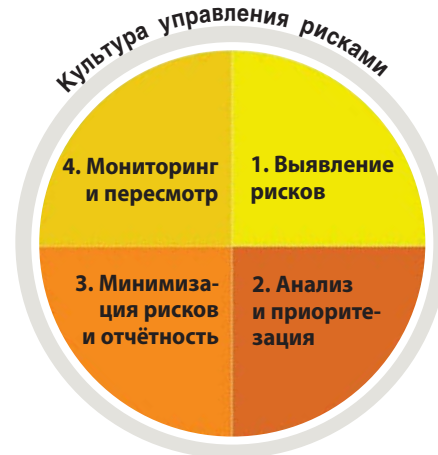 Культура управления рисками
4. Мониторинг
и пересмотр
1. Выявление
рисков
3. Минимиза-
ция рисков
и отчётность
2. Анализ
и приорите-
зация